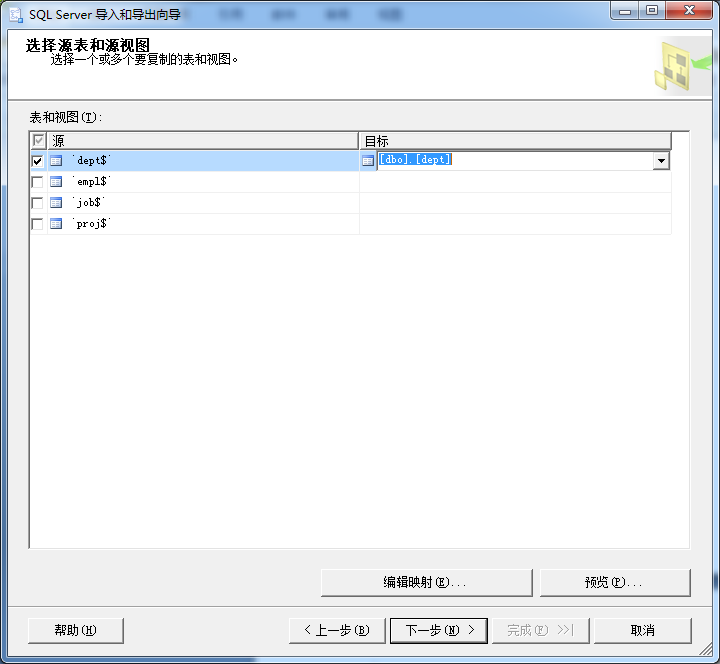 SQL Server 导入和导出向导
选择源表和源视图
选择一个或多个要复制的表和视图。
表和视图(T):
源 目标
`dept$` [dbo].[dept]
`empl$`
`job$`
`proj$`
编辑映射(E)... 预览(P)...
帮助(H) < 上一步(B) 下一步(N) > 完成(F) >>| 取消